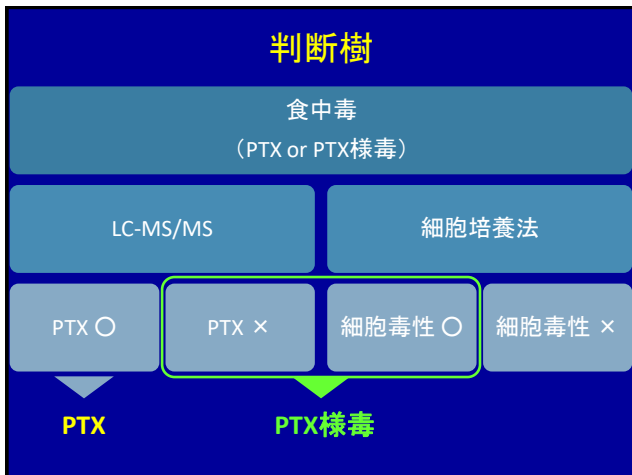 判断樹
食中毒
（PTX or PTX様毒）
LC-MS/MS
細胞培養法
PTX 〇
PTX ×
細胞毒性 〇
細胞毒性 ×
PTX
PTX様毒